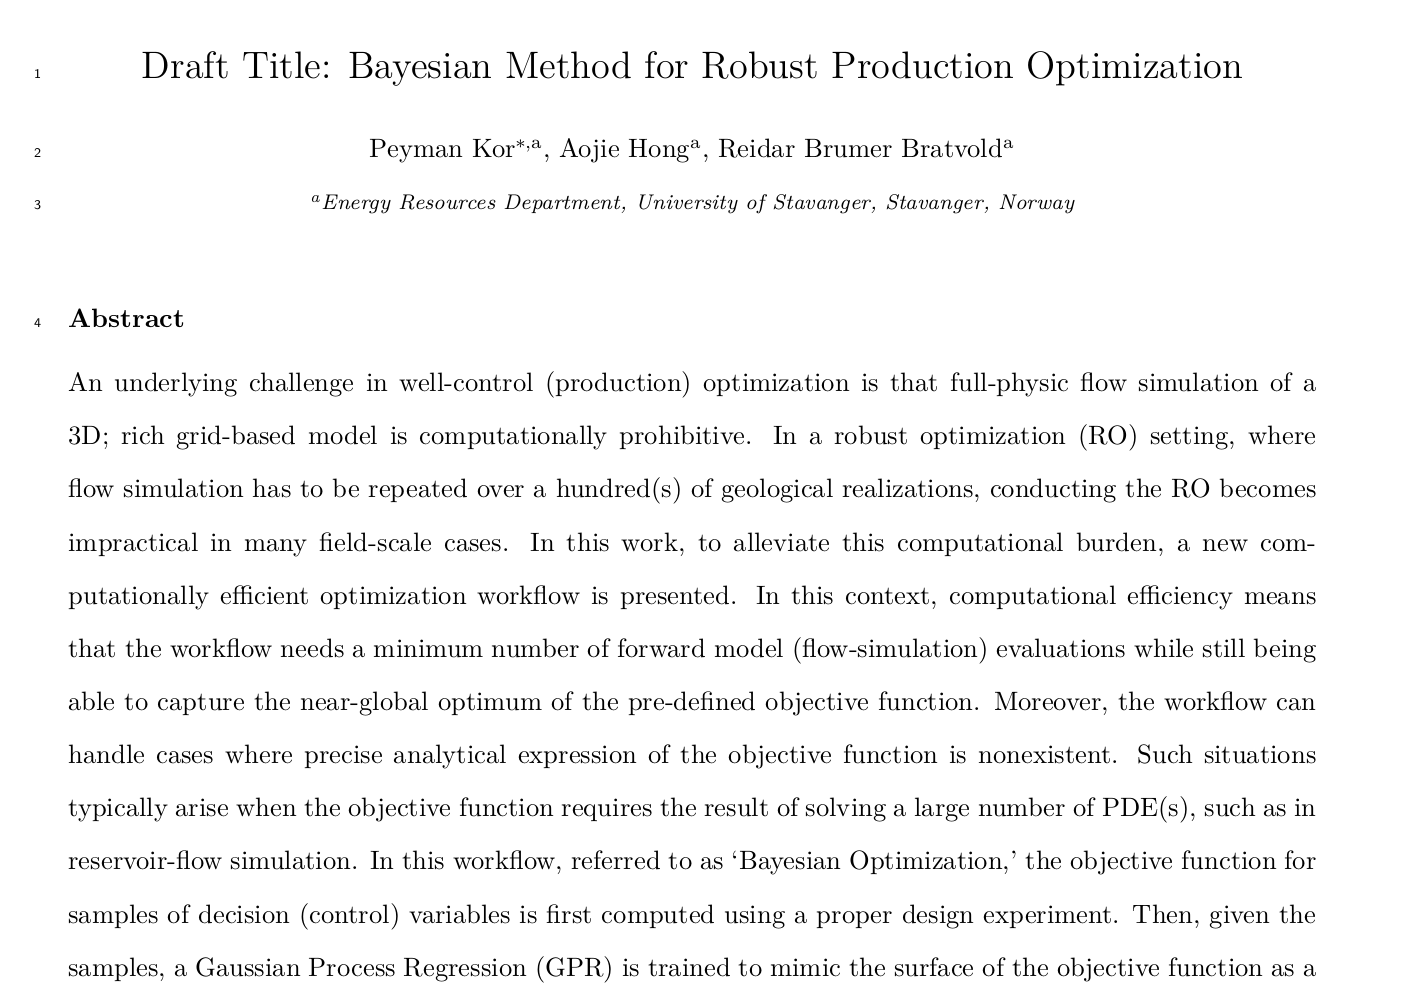 1 Draft Title: Bayesian Method for Robust Production Optimization
2 Peyman Kor*,a, Aojie Honga, Reidar Brumer Bratvolda
3 aEnergy Resources Department, University of Stavanger, Stavanger, Norway
4 Abstract
An underlying challenge in well-control (production) optimization is that full-physic flow simulation of a
3D; rich grid-based model is computationally prohibitive. In a robust optimization (RO) setting, where
flow simulation has to be repeated over a hundred(s) of geological realizations, conducting the RO becomes
impractical in many field-scale cases. In this work, to alleviate this computational burden, a new com-
putationally efficient optimization workflow is presented. In this context, computational efficiency means
that the workflow needs a minimum number of forward model (flow-simulation) evaluations while still being
able to capture the near-global optimum of the pre-defined objective function. Moreover, the workflow can
handle cases where precise analytical expression of the objective function is nonexistent. Such situations
typically arise when the objective function requires the result of solving a large number of PDE(s), such as in
reservoir-flow simulation. In this workflow, referred to as ‘Bayesian Optimization,’ the objective function for
samples of decision (control) variables is first computed using a proper design experiment. Then, given the
samples, a Gaussian Process Regression (GPR) is trained to mimic the surface of the objective function as a